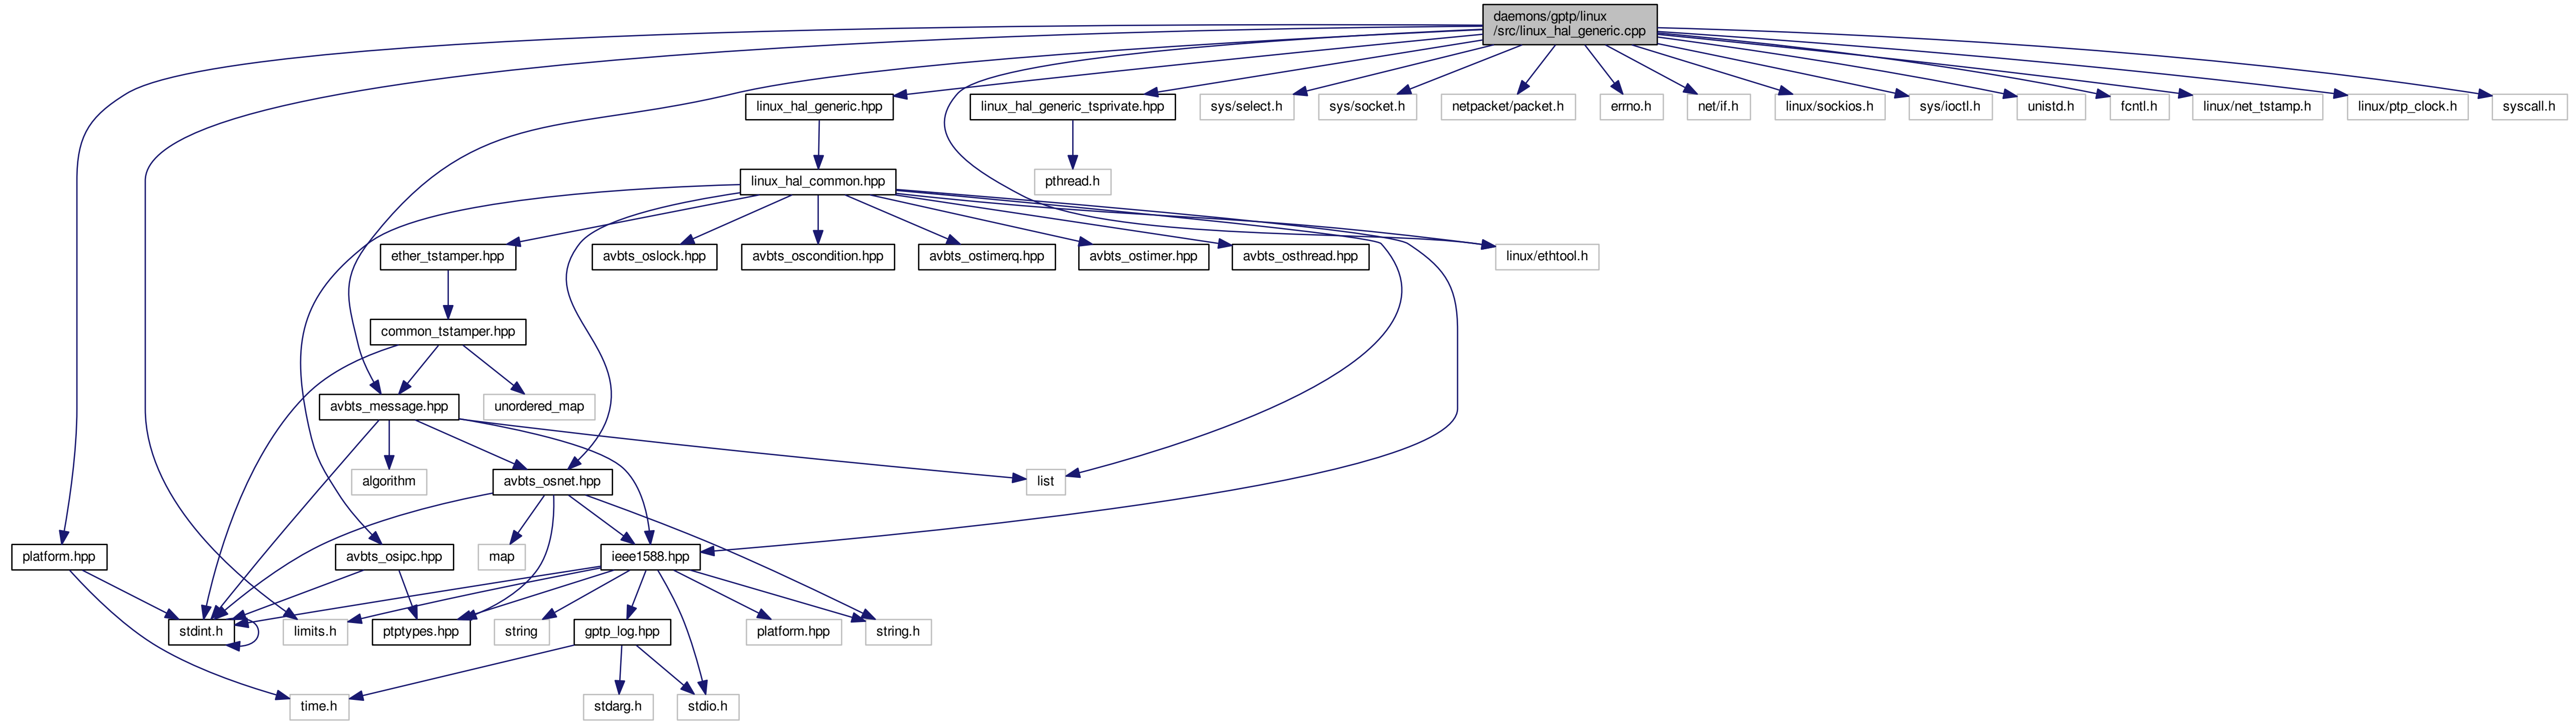 daemons/gptp/linux
/src/linux_hal_generic.cpp
linux_hal_generic.hpp
linux_hal_generic_tsprivate.hpp
sys/select.h
sys/socket.h
netpacket/packet.h
errno.h
net/if.h
linux/sockios.h
sys/ioctl.h
unistd.h
fcntl.h
linux/net_tstamp.h
linux/ptp_clock.h
syscall.h
linux_hal_common.hpp
pthread.h
ether_tstamper.hpp
avbts_oslock.hpp
avbts_oscondition.hpp
avbts_ostimerq.hpp
avbts_ostimer.hpp
avbts_osthread.hpp
linux/ethtool.h
common_tstamper.hpp
avbts_message.hpp
unordered_map
algorithm
avbts_osnet.hpp
list
platform.hpp
avbts_osipc.hpp
map
ieee1588.hpp
stdint.h
limits.h
ptptypes.hpp
string
gptp_log.hpp
platform.hpp
string.h
time.h
stdarg.h
stdio.h